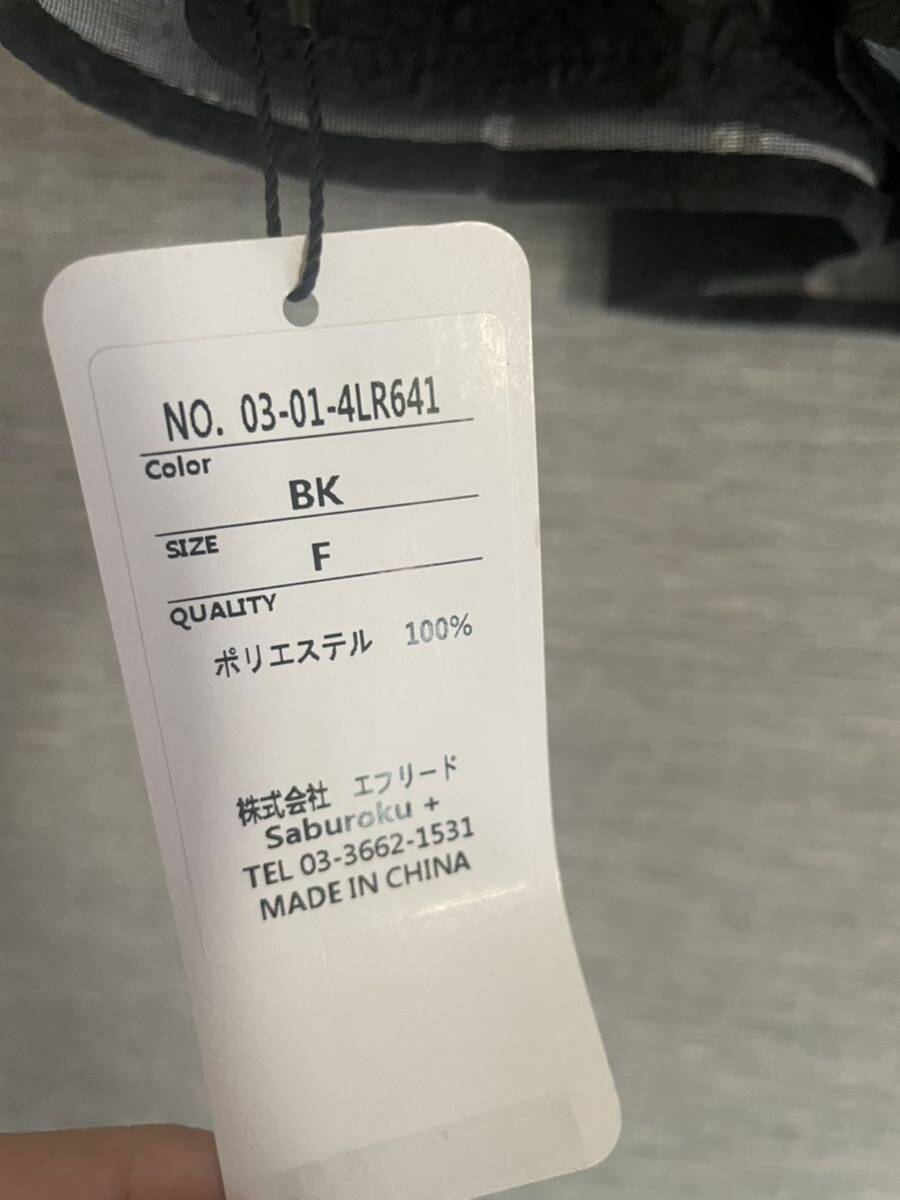 NO. 03-01-4LR641
Color
BK
SIZE
F
QUALITY
ポリエステル 100%
株式会社 エフリード
Saburoku +
TEL 03-3662-1531
MADE IN CHINA